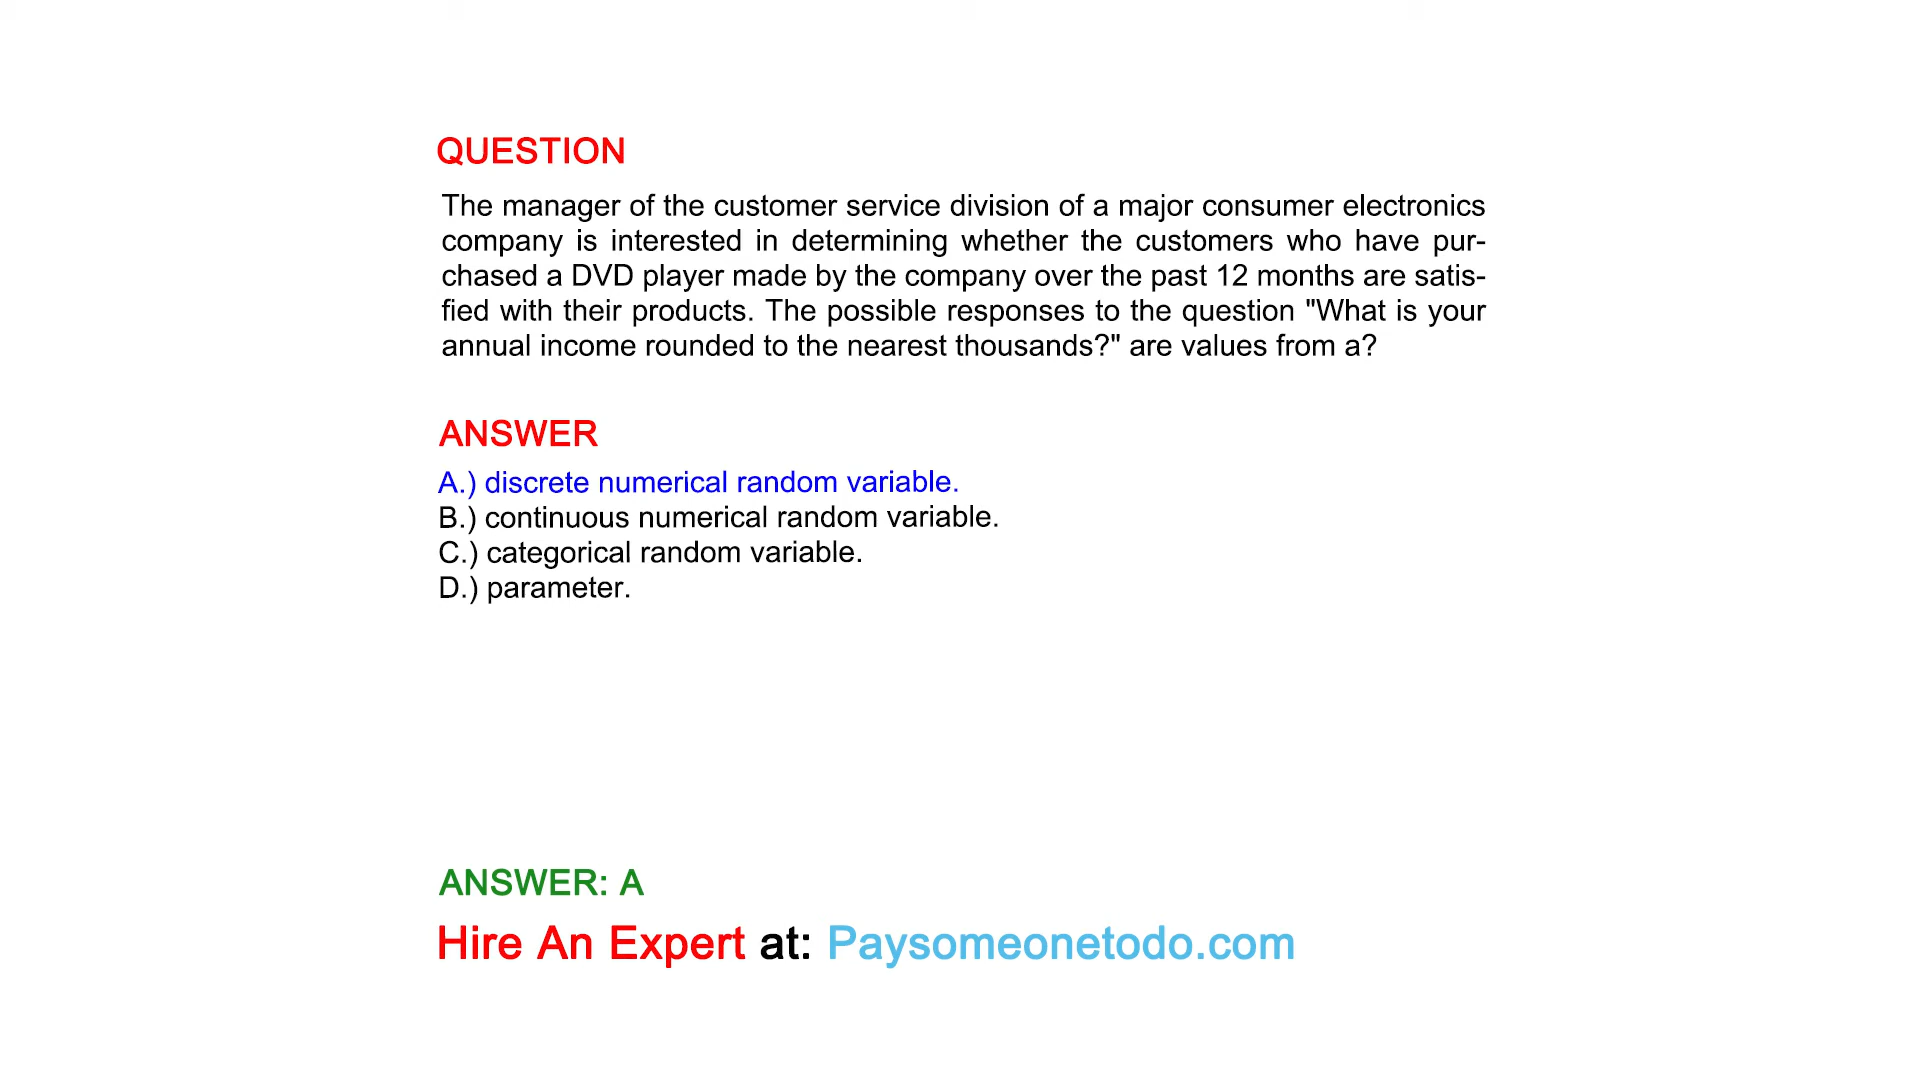 QUESTION
The manager of the customer service division of a major consumer electronics
company is interested in determining whether the customers who have pur-
chased a DVD player made by the company over the past 12 months are satis-
fied with their products. The possible responses to the question "What is your
annual income rounded to the nearest thousands?" are values from a?
ANSWER
A.) discrete numerical random variable.
B.) continuous numerical random variable.
C.) categorical random variable.
D.) parameter.
ANSWER: A
Hire An Expert at: Paysomeonetodo.com